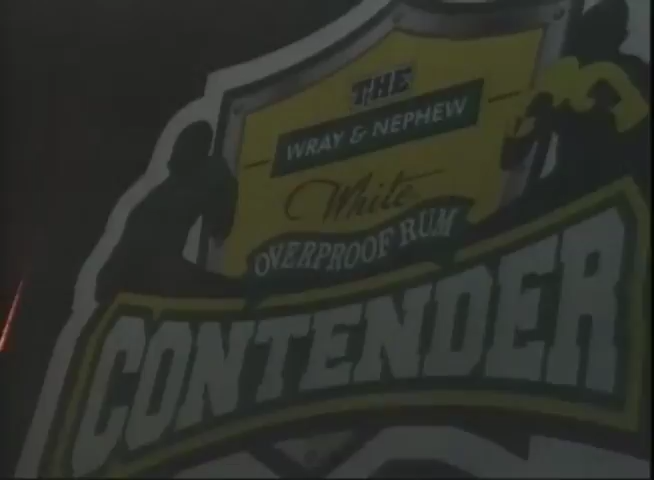 THE
WRAY & NEPHEW
White
OVERPROOF RUM
CONTENDER